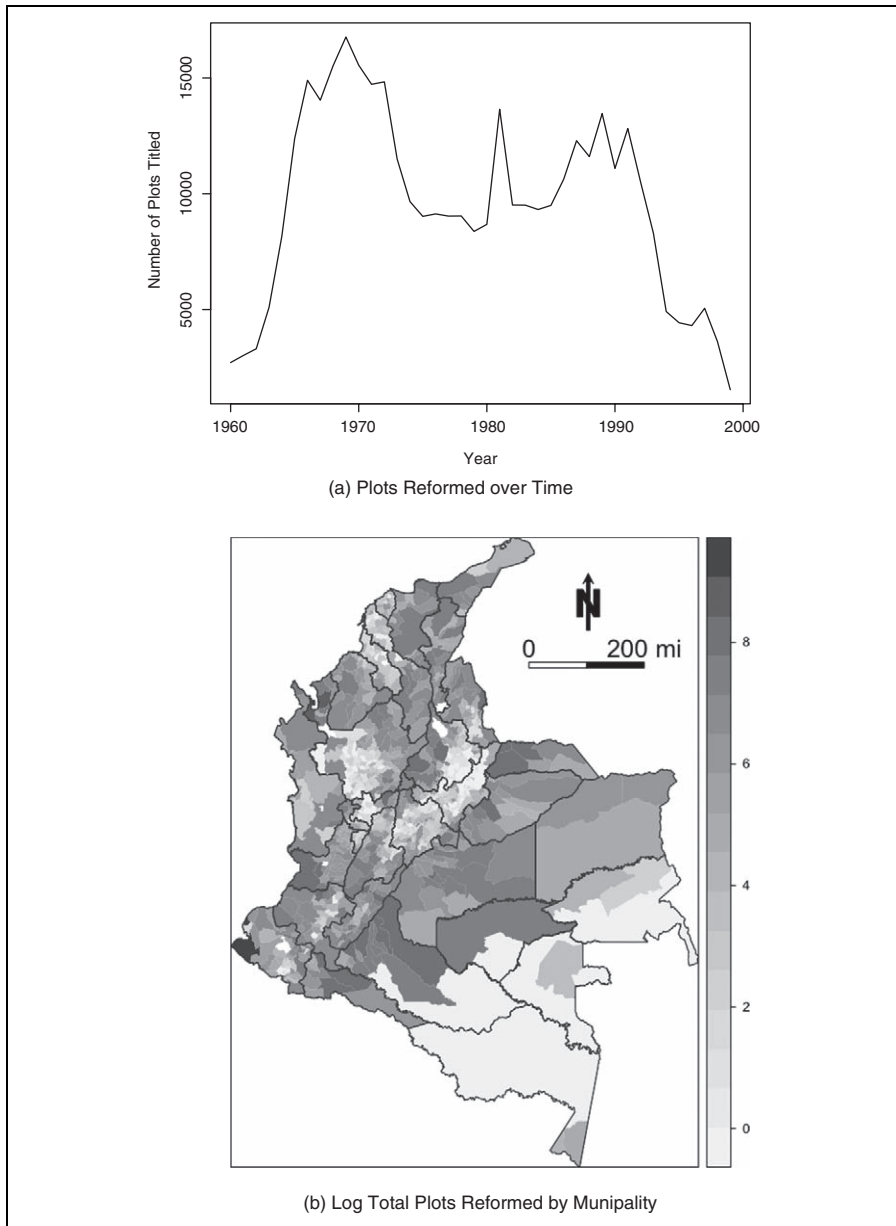 15000
10000
5000
Number of Plots Titled
1960 1970 1980 1990 2000
Year
(a) Plots Reformed over Time
N
0 200 mi
8
6
4
2
0
(b) Log Total Plots Reformed by Munipality